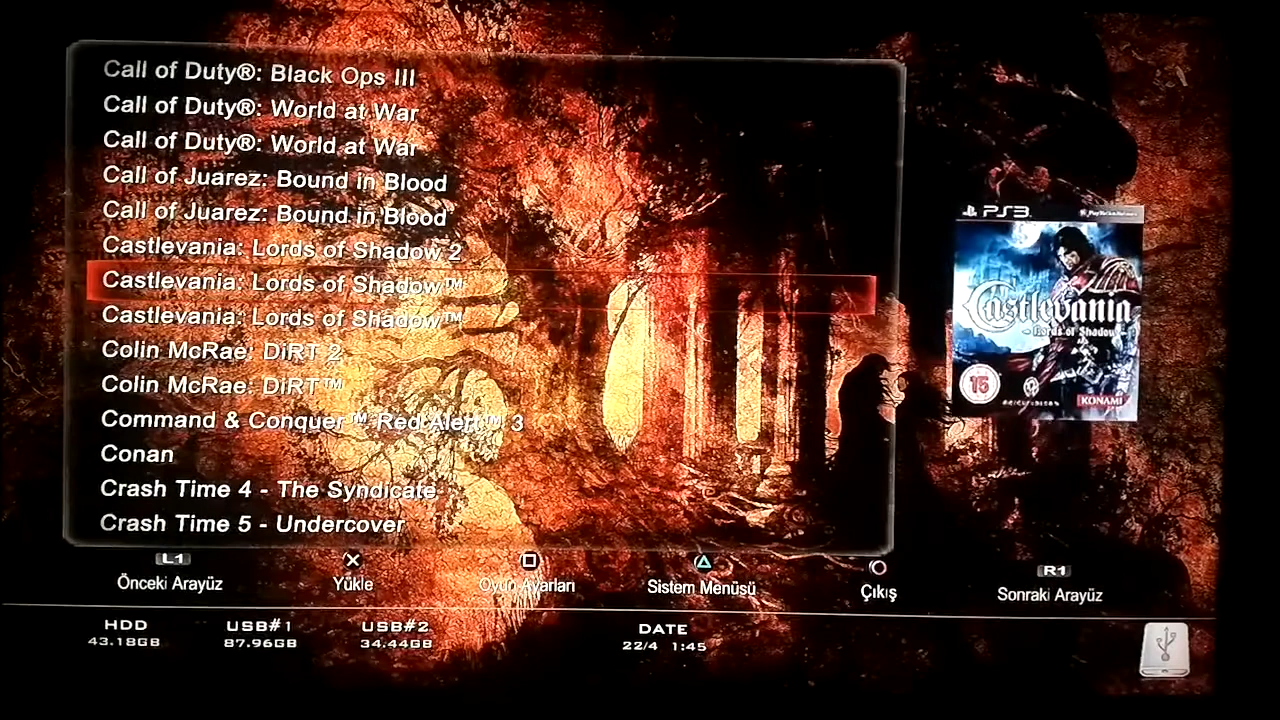 Call of Duty®: Black Ops III
Call of Duty®: World at War
Call of Duty®: World at War
Call of Juarez: Bound in Blood
Call of Juarez: Bound in Blood
Castlevania: Lords of Shadow 2
Castlevania: Lords of Shadow™
Castlevania: Lords of Shadow™
Colin McRae: DiRT 2
Colin McRae: DiRT™
Command & Conquer™ Red Alert™ 3
Conan
Crash Time 4 - The Syndicate
Crash Time 5 - Undercover
PS3
Castlevania
Lords of Shadow
15
KONAMI
L1
R1
Önceki Arayüz
Yükle
Oyun Ayarları
Sistem Menüsü
Çıkış
Sonraki Arayüz
HDD
43.18GB
USB#1
87.96GB
USB#2
34.44GB
DATE
22/4 1:45